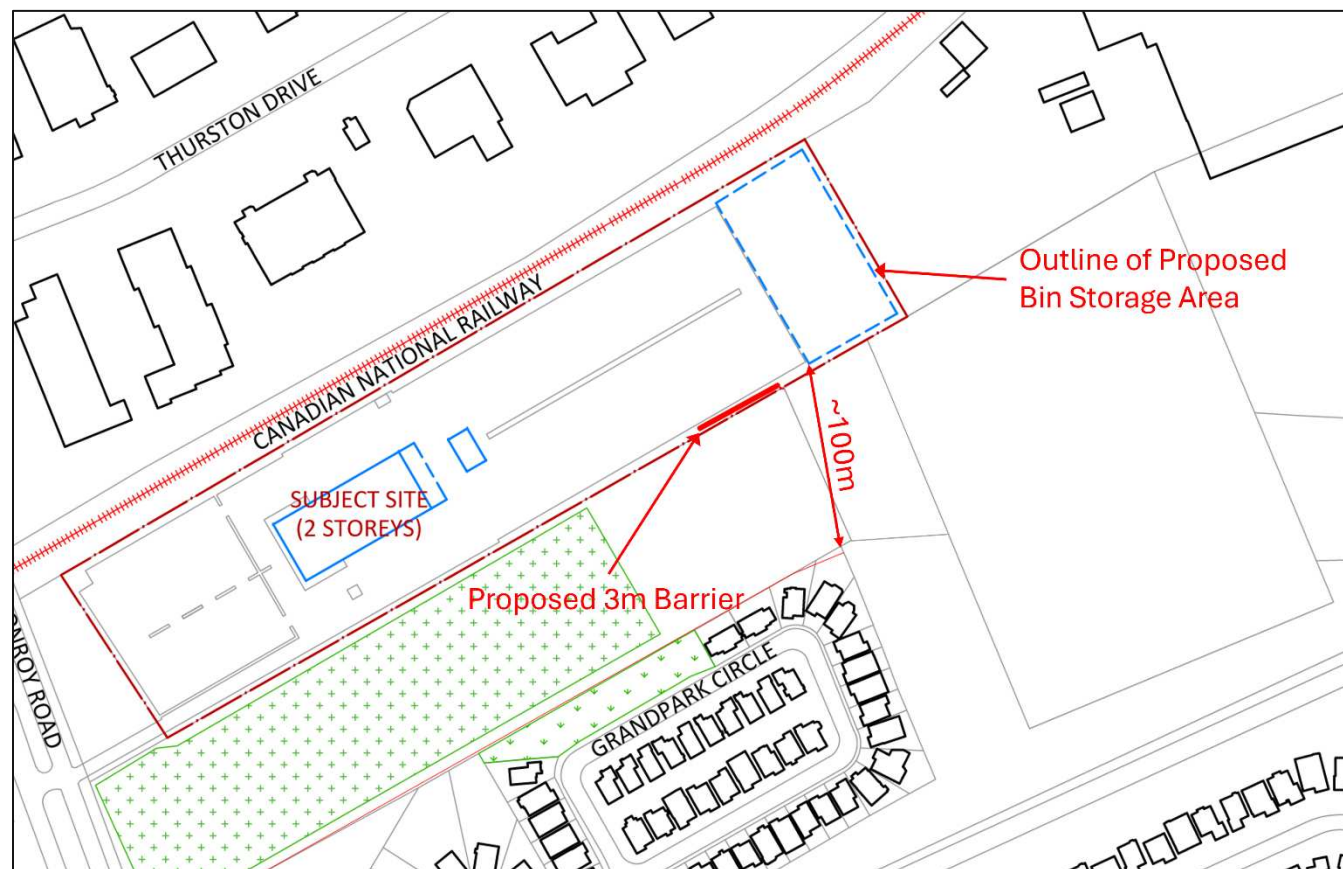 THURSTON DRIVE
CANADIAN NATIONAL RAILWAY
Outline of Proposed
Bin Storage Area
SUBJECT SITE
(2 STOREYS)
~100m
Proposed 3m Barrier
ONROY ROAD
GRANDPARK CIRCLE